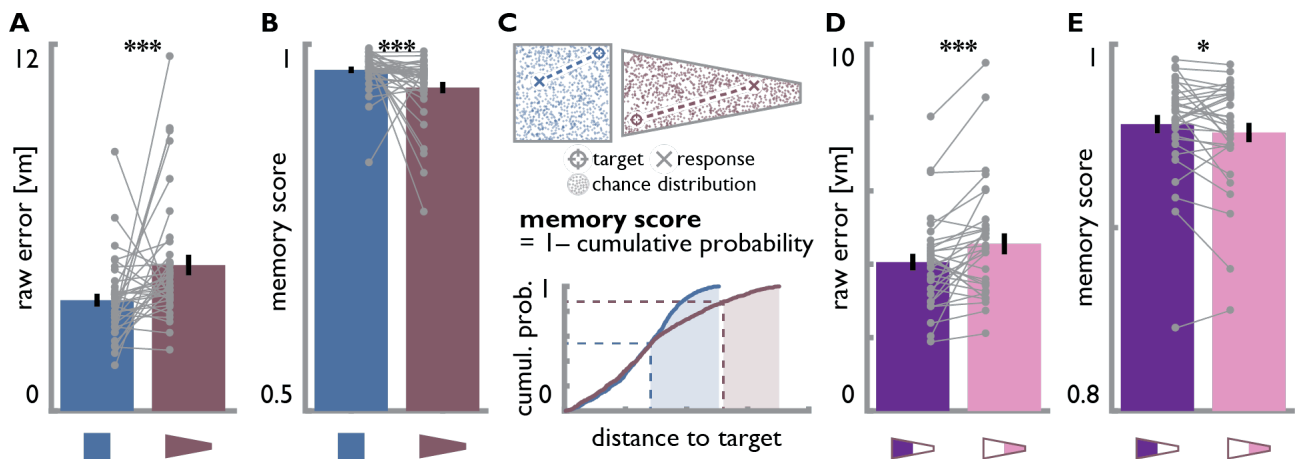 A
12
***
raw error [vm]
0
B
1
***
memory score
0.5
C
target
response
chance distribution
memory score
= 1– cumulative probability
1
cumul. prob.
0
distance to target
D
10
***
raw error [vm]
0
E
1
*
memory score
0.8